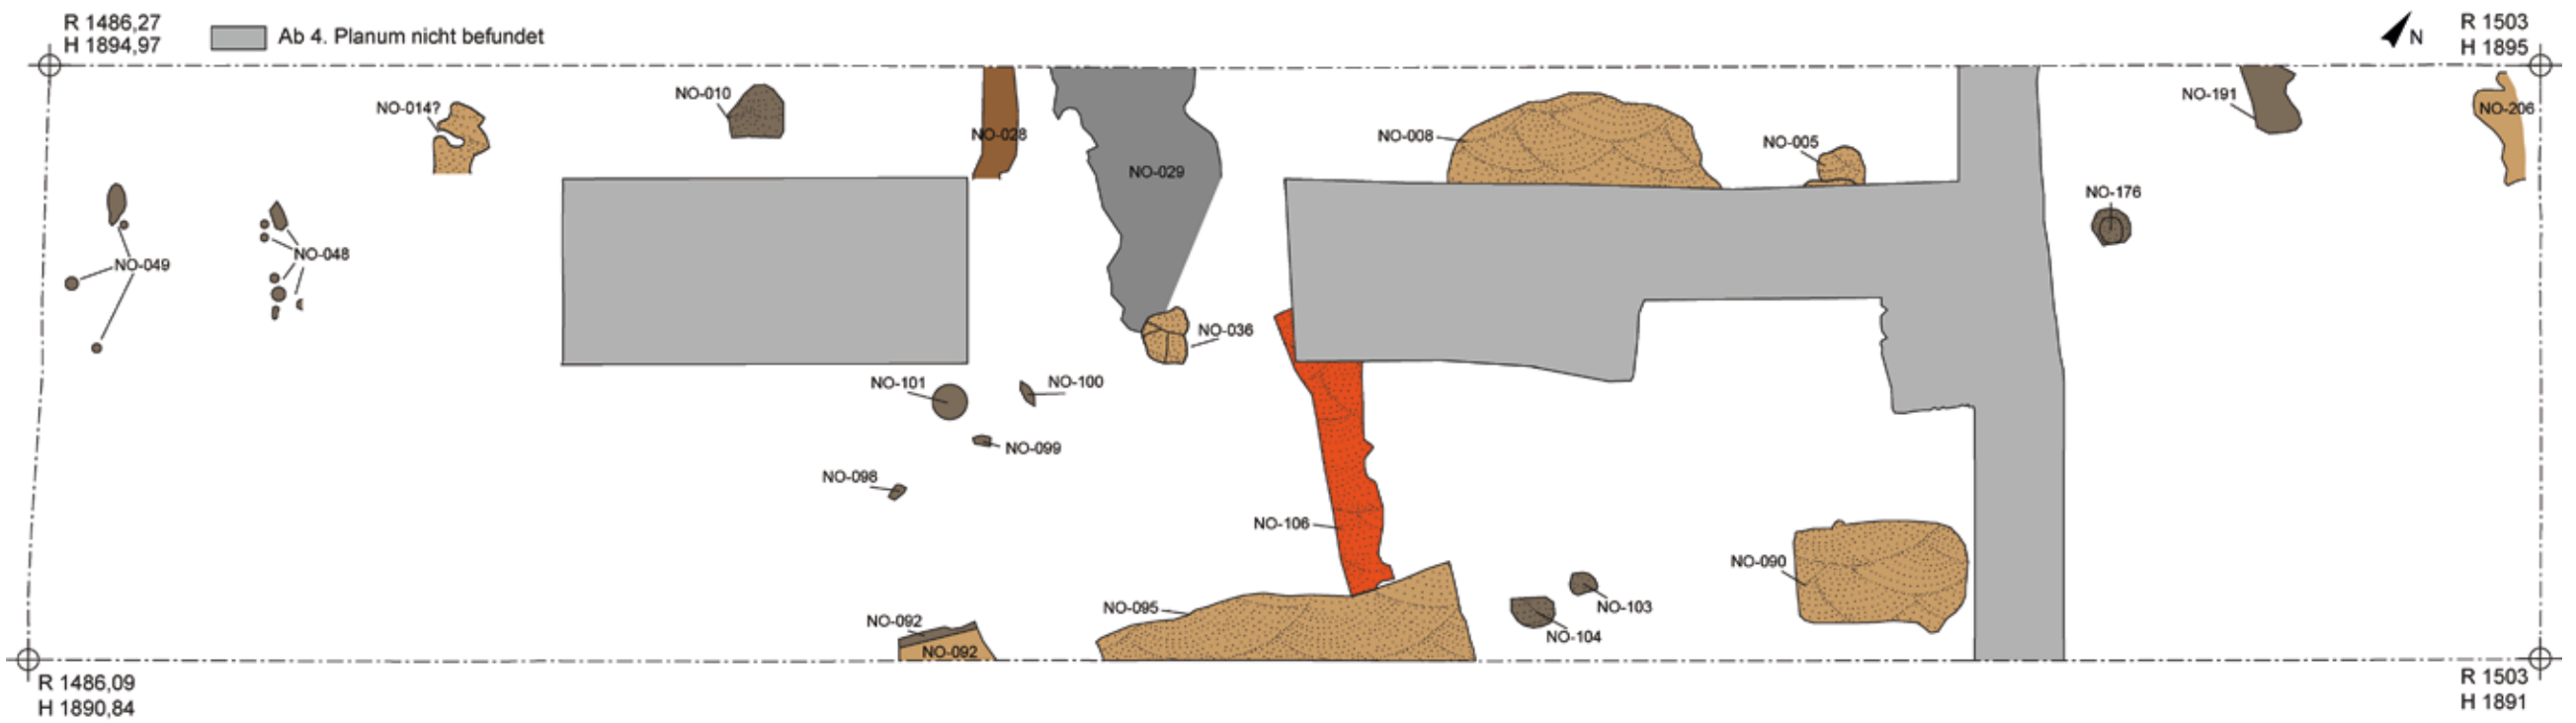 R 1486,27
H 1894,97
Ab 4. Planum nicht befundet
N
R 1503
H 1895
NO-014?
NO-010
NO-028
NO-029
NO-008
NO-005
NO-191
NO-206
NO-176
NO-049
NO-048
NO-036
NO-101
NO-100
NO-099
NO-098
NO-106
NO-090
NO-095
NO-103
NO-104
NO-092
NO-092
R 1486,09
H 1890,84
R 1503
H 1891